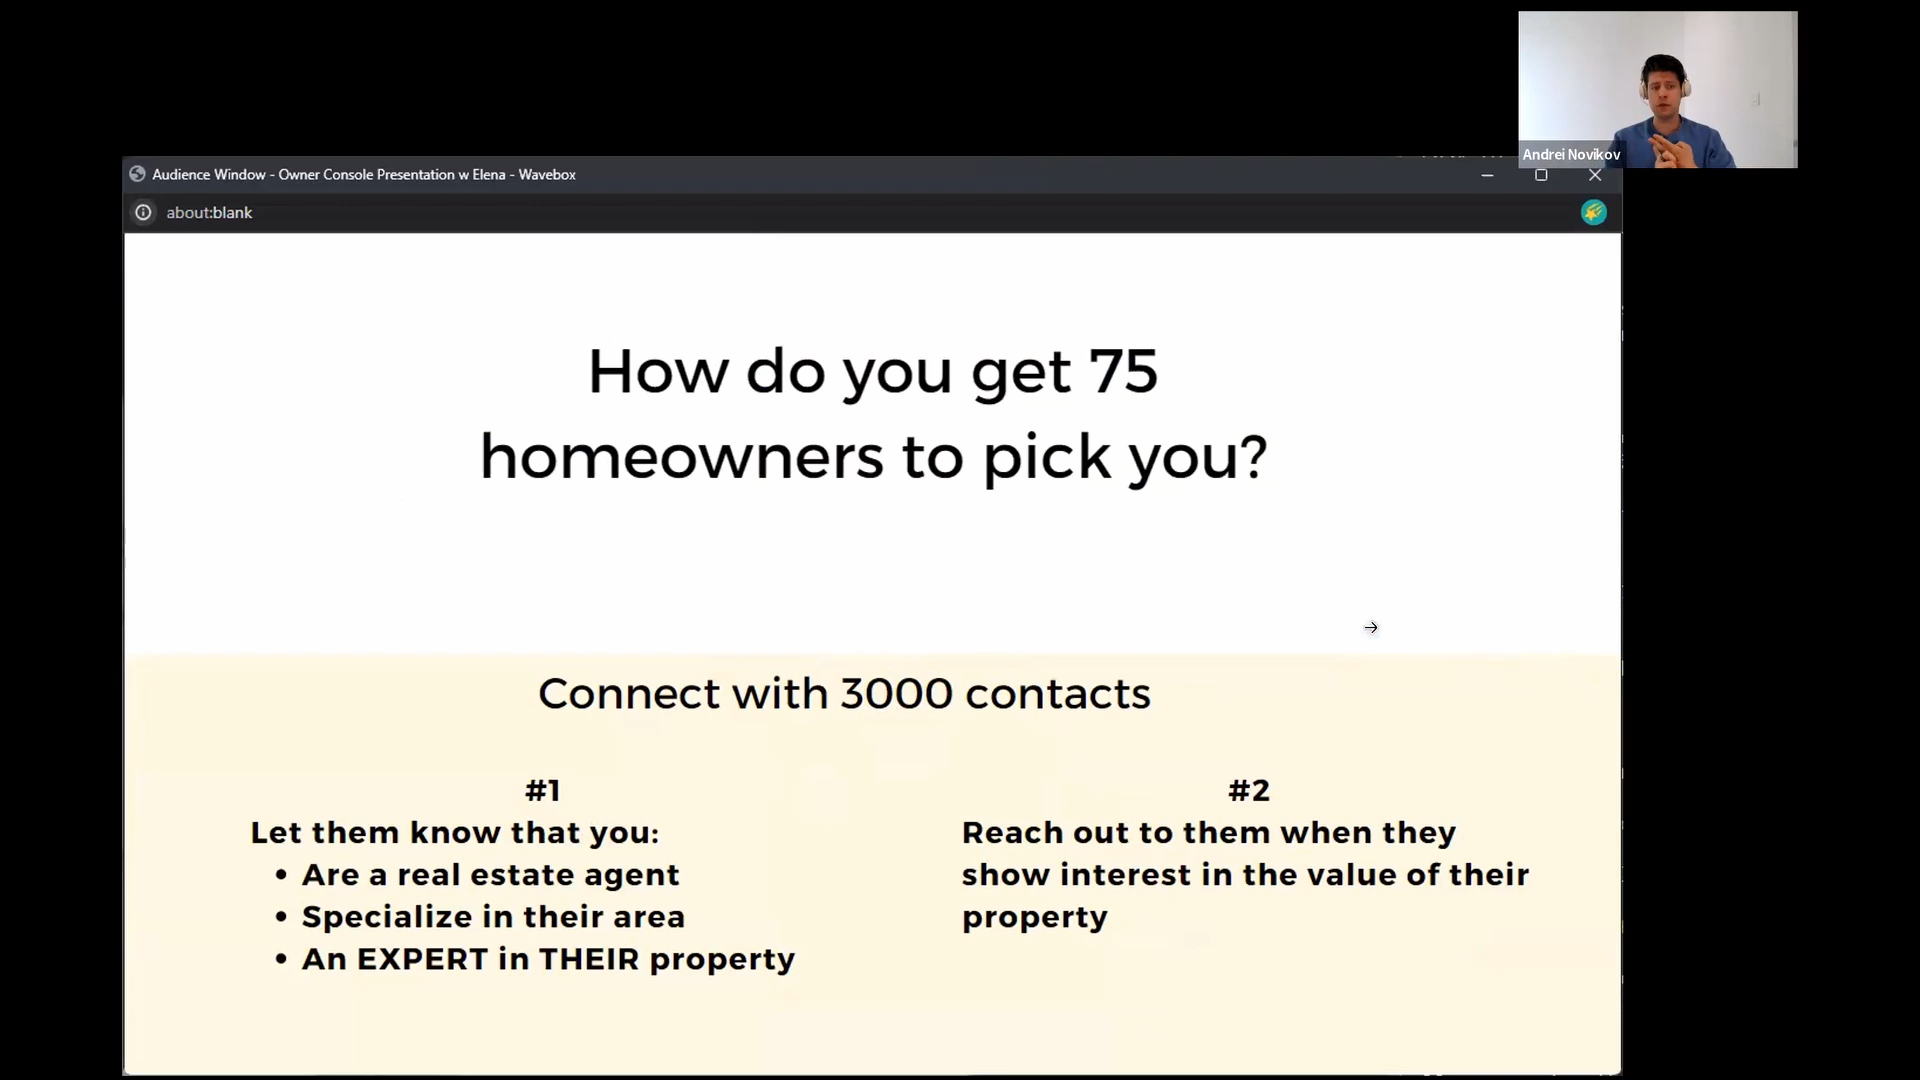 Andrei Novikov
Audience Window - Owner Console Presentation w Elena - Wavebox
about:blank
How do you get 75
homeowners to pick you?
Connect with 3000 contacts
#1
Let them know that you:
• Are a real estate agent
• Specialize in their area
• An EXPERT in THEIR property
#2
Reach out to them when they
show interest in the value of their
property